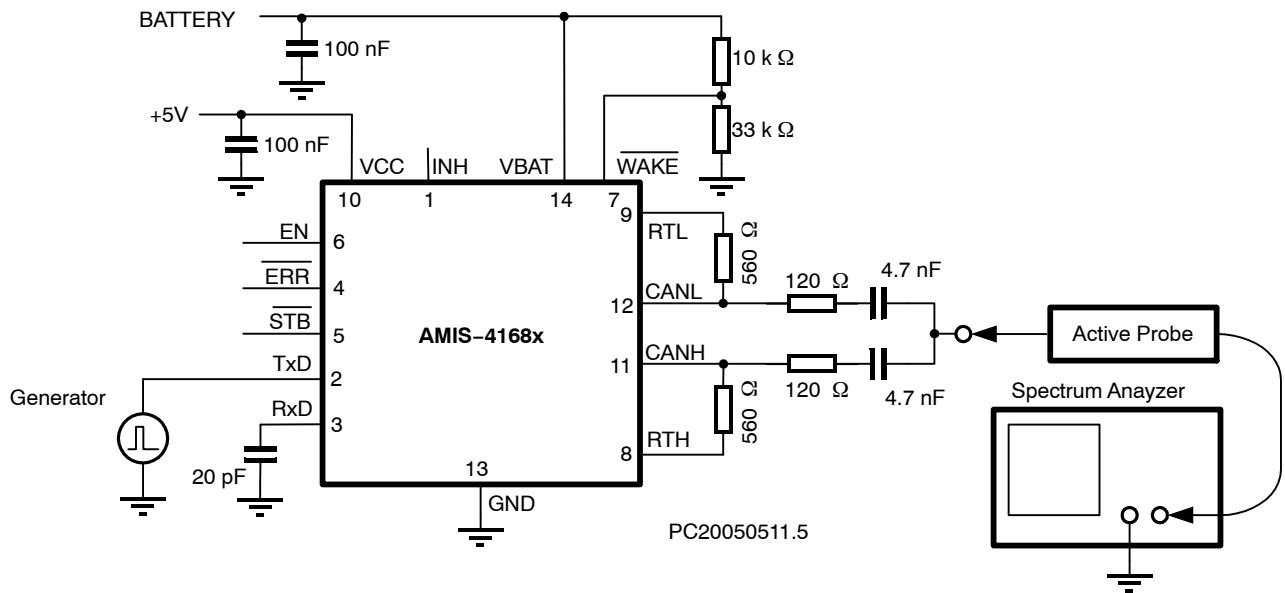 BATTERY
100 nF
10 k Ω
+5V
100 nF
33 k Ω
VCC
INH
VBAT
WAKE
10
1
14
7
9
RTL
560 Ω
EN
6
ERR
4
STB
5
TxD
2
RxD
3
AMIS−4168x
12
CANL
120 Ω
4.7 nF
11
CANH
120 Ω
4.7 nF
560 Ω
8
RTH
Active Probe
Spectrum Anayzer
Generator
20 pF
13
GND
PC20050511.5